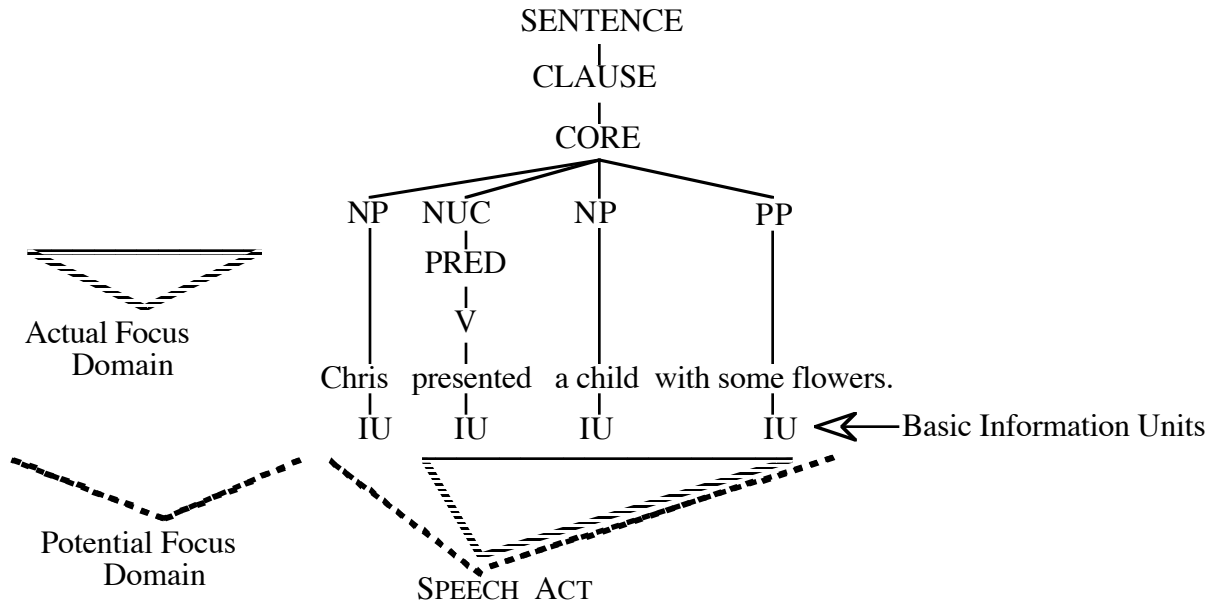 SENTENCE
CLAUSE
CORE
NP NUC NP PP
PRED
V
Actual Focus
Domain
Chris presented a child with some flowers.
IU IU IU IU Basic Information Units
Potential Focus
Domain
SPEECH ACT